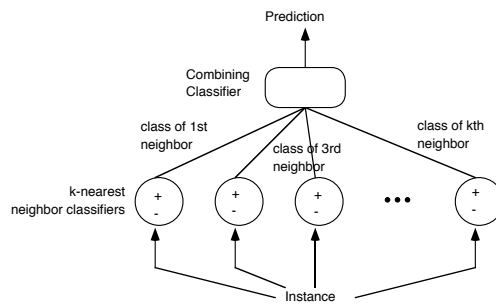 Prediction
Combining
Classifier
class of 1st
neighbor
class of 3rd
neighbor
class of kth
neighbor
k-nearest
neighbor classifiers
+
-
+
-
+
-
•••
+
-
Instance